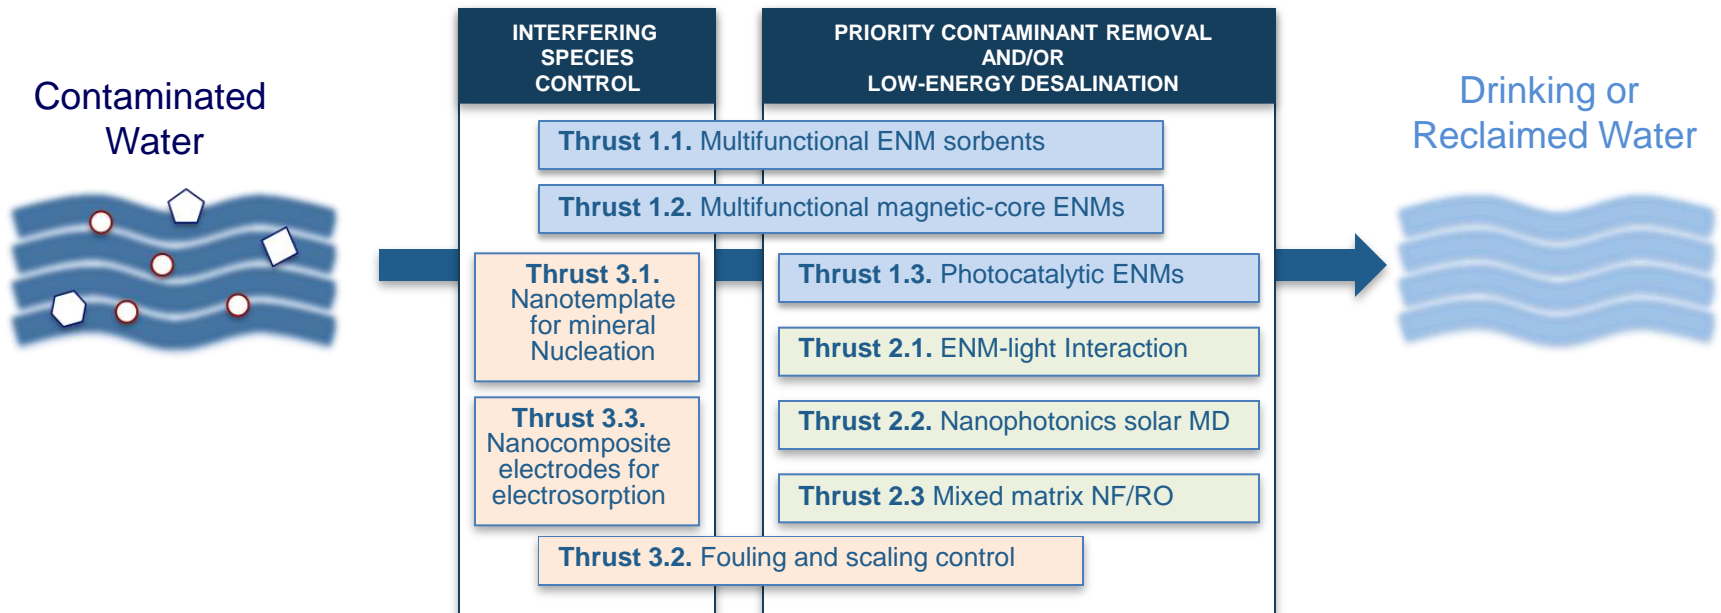 Contaminated
Water
INTERFERING
SPECIES
CONTROL
PRIORITY CONTAMINANT REMOVAL
AND/OR
LOW-ENERGY DESALINATION
Thrust 1.1. Multifunctional ENM sorbents
Thrust 1.2. Multifunctional magnetic-core ENMs
Thrust 3.1.
Nanotemplate
for mineral
Nucleation
Thrust 3.3.
Nanocomposite
electrodes for
electrosorption
Thrust 1.3. Photocatalytic ENMs
Thrust 2.1. ENM-light Interaction
Thrust 2.2. Nanophotonics solar MD
Thrust 2.3 Mixed matrix NF/RO
Thrust 3.2. Fouling and scaling control
Drinking or
Reclaimed Water